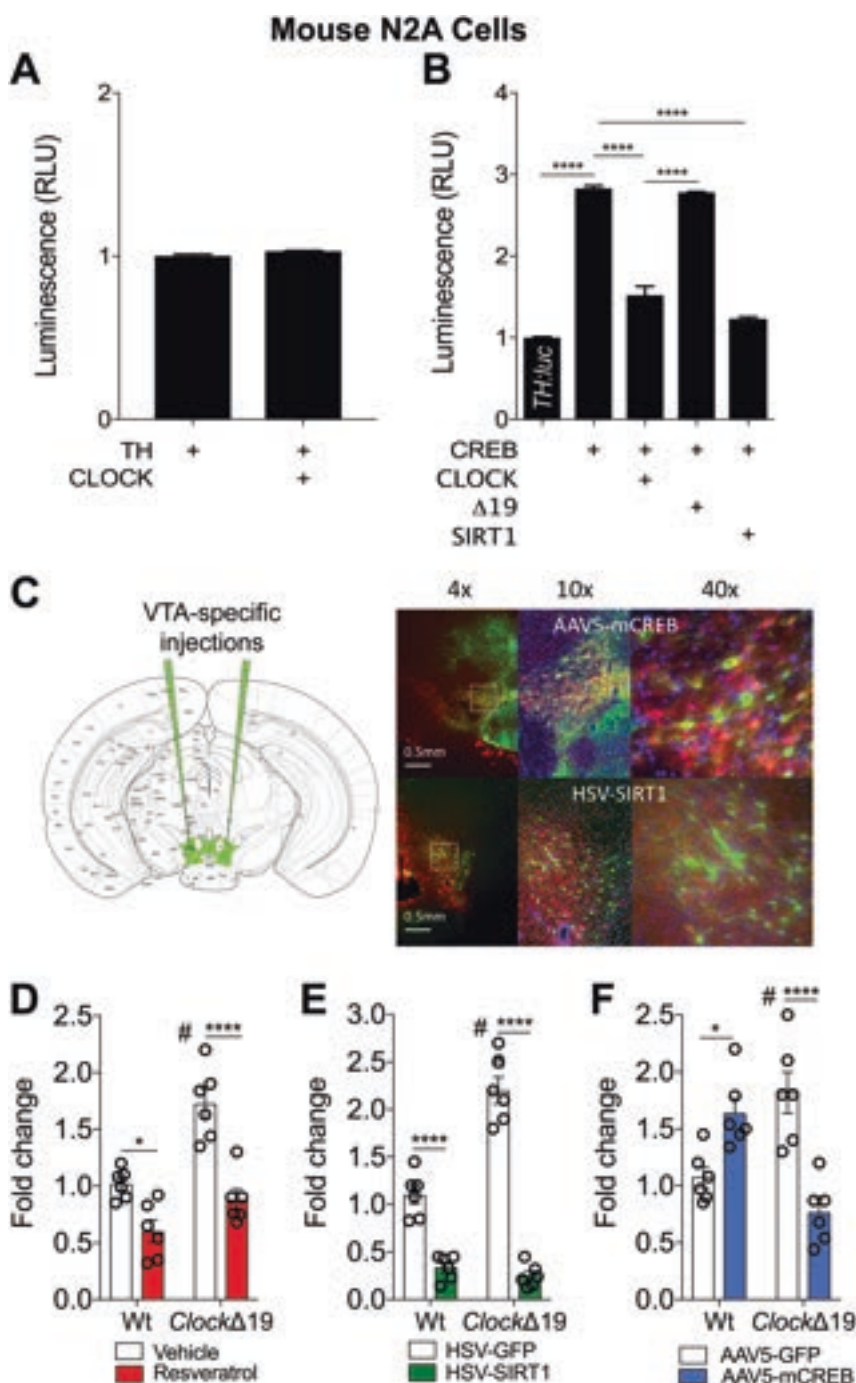 Mouse N2A Cells
A
Luminescence (RLU)
2
1
0
TH + +
CLOCK +
B
Luminescence (RLU)
4
3
2
1
0
****
**** ****
****
TH:luc
CREB + + + +
CLOCK +
Δ19 +
SIRT1 +
C
VTA-specific
injections
4x 10x 40x
AAV5-mCREB
0.5mm
HSV-SIRT1
0.5mm
D
Fold change
2.5
2.0
1.5
1.0
0.5
0.0
*
# ****
Wt ClockΔ19
Vehicle
Resveratrol
E
Fold change
3.0
2.5
2.0
1.5
1.0
0.5
0.0
****
# ****
Wt ClockΔ19
HSV-GFP
HSV-SIRT1
F
Fold change
2.5
2.0
1.5
1.0
0.5
0.0
*
# ****
Wt ClockΔ19
AAV5-GFP
AAV5-mCREB